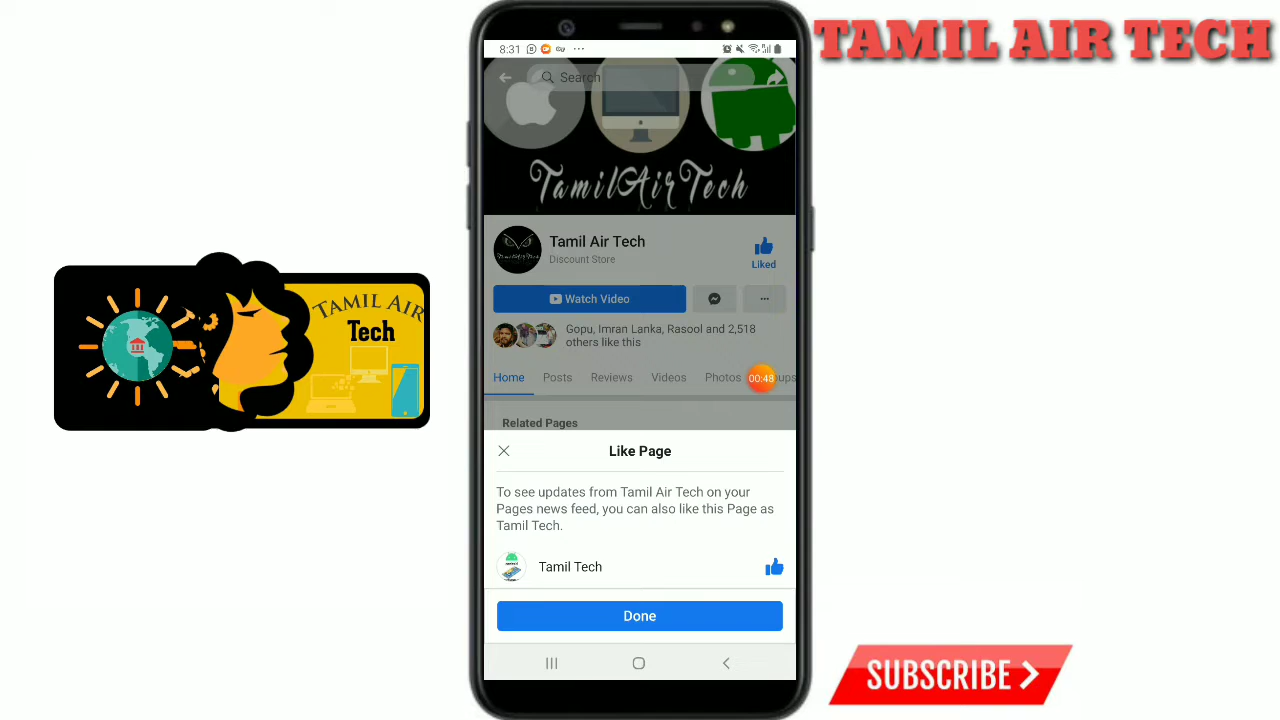 TAMIL AIR TECH
8:31
Search
TamilAirTech
Tamil Air Tech
Discount Store
Liked
Watch Video
Gopu, Imran Lanka, Rasool and 2,518
others like this
Home Posts Reviews Videos Photos
00:48
Related Pages
Like Page
To see updates from Tamil Air Tech on your
Pages news feed, you can also like this Page as
Tamil Tech.
Tamil Tech
Done
TAMIL AIR
Tech
SUBSCRIBE